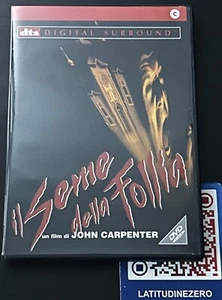 dts DIGITAL SURROUND
il Seme
della Follia
un film di JOHN CARPENTER
DVD
LATITUDINEZERO